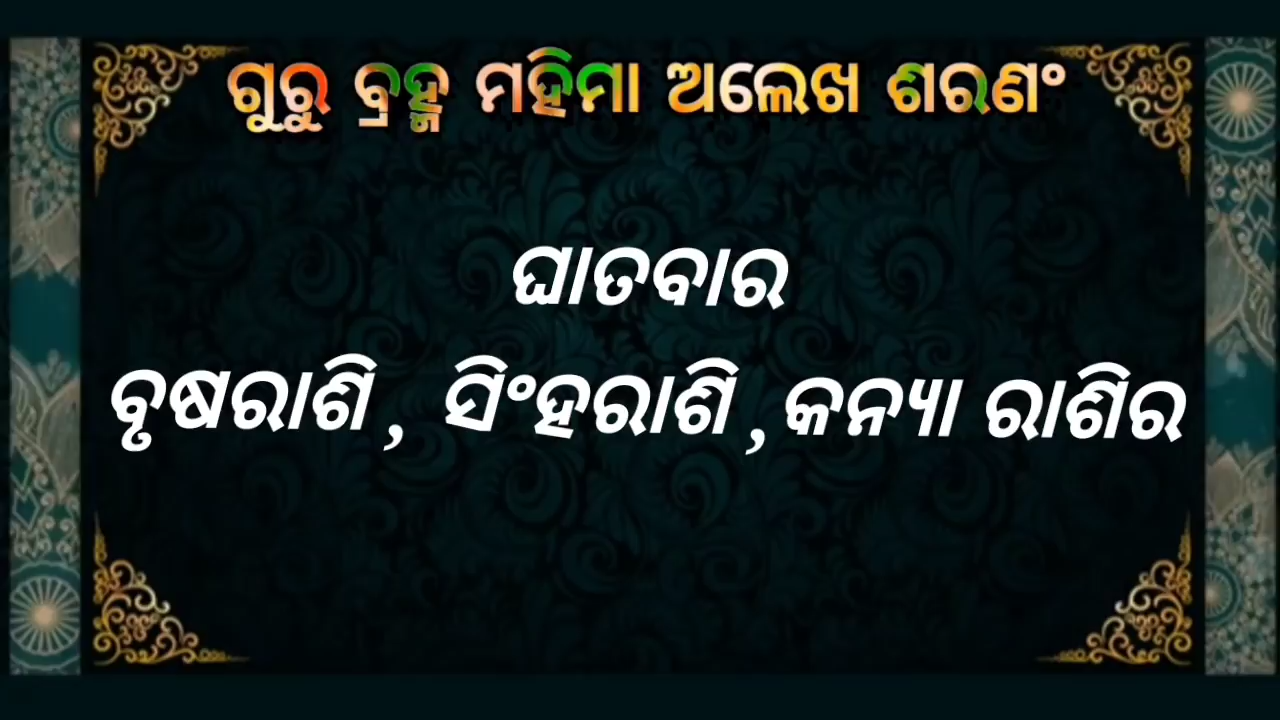 ଗୁରୁ ବ୍ରହ୍ମ ମହିମା ଅଲେଖ ଶରଣଂ
ଘାତବାର
ବୃଷରାଶି , ସିଂହରାଶି ,କନ୍ୟା ରାଶିର